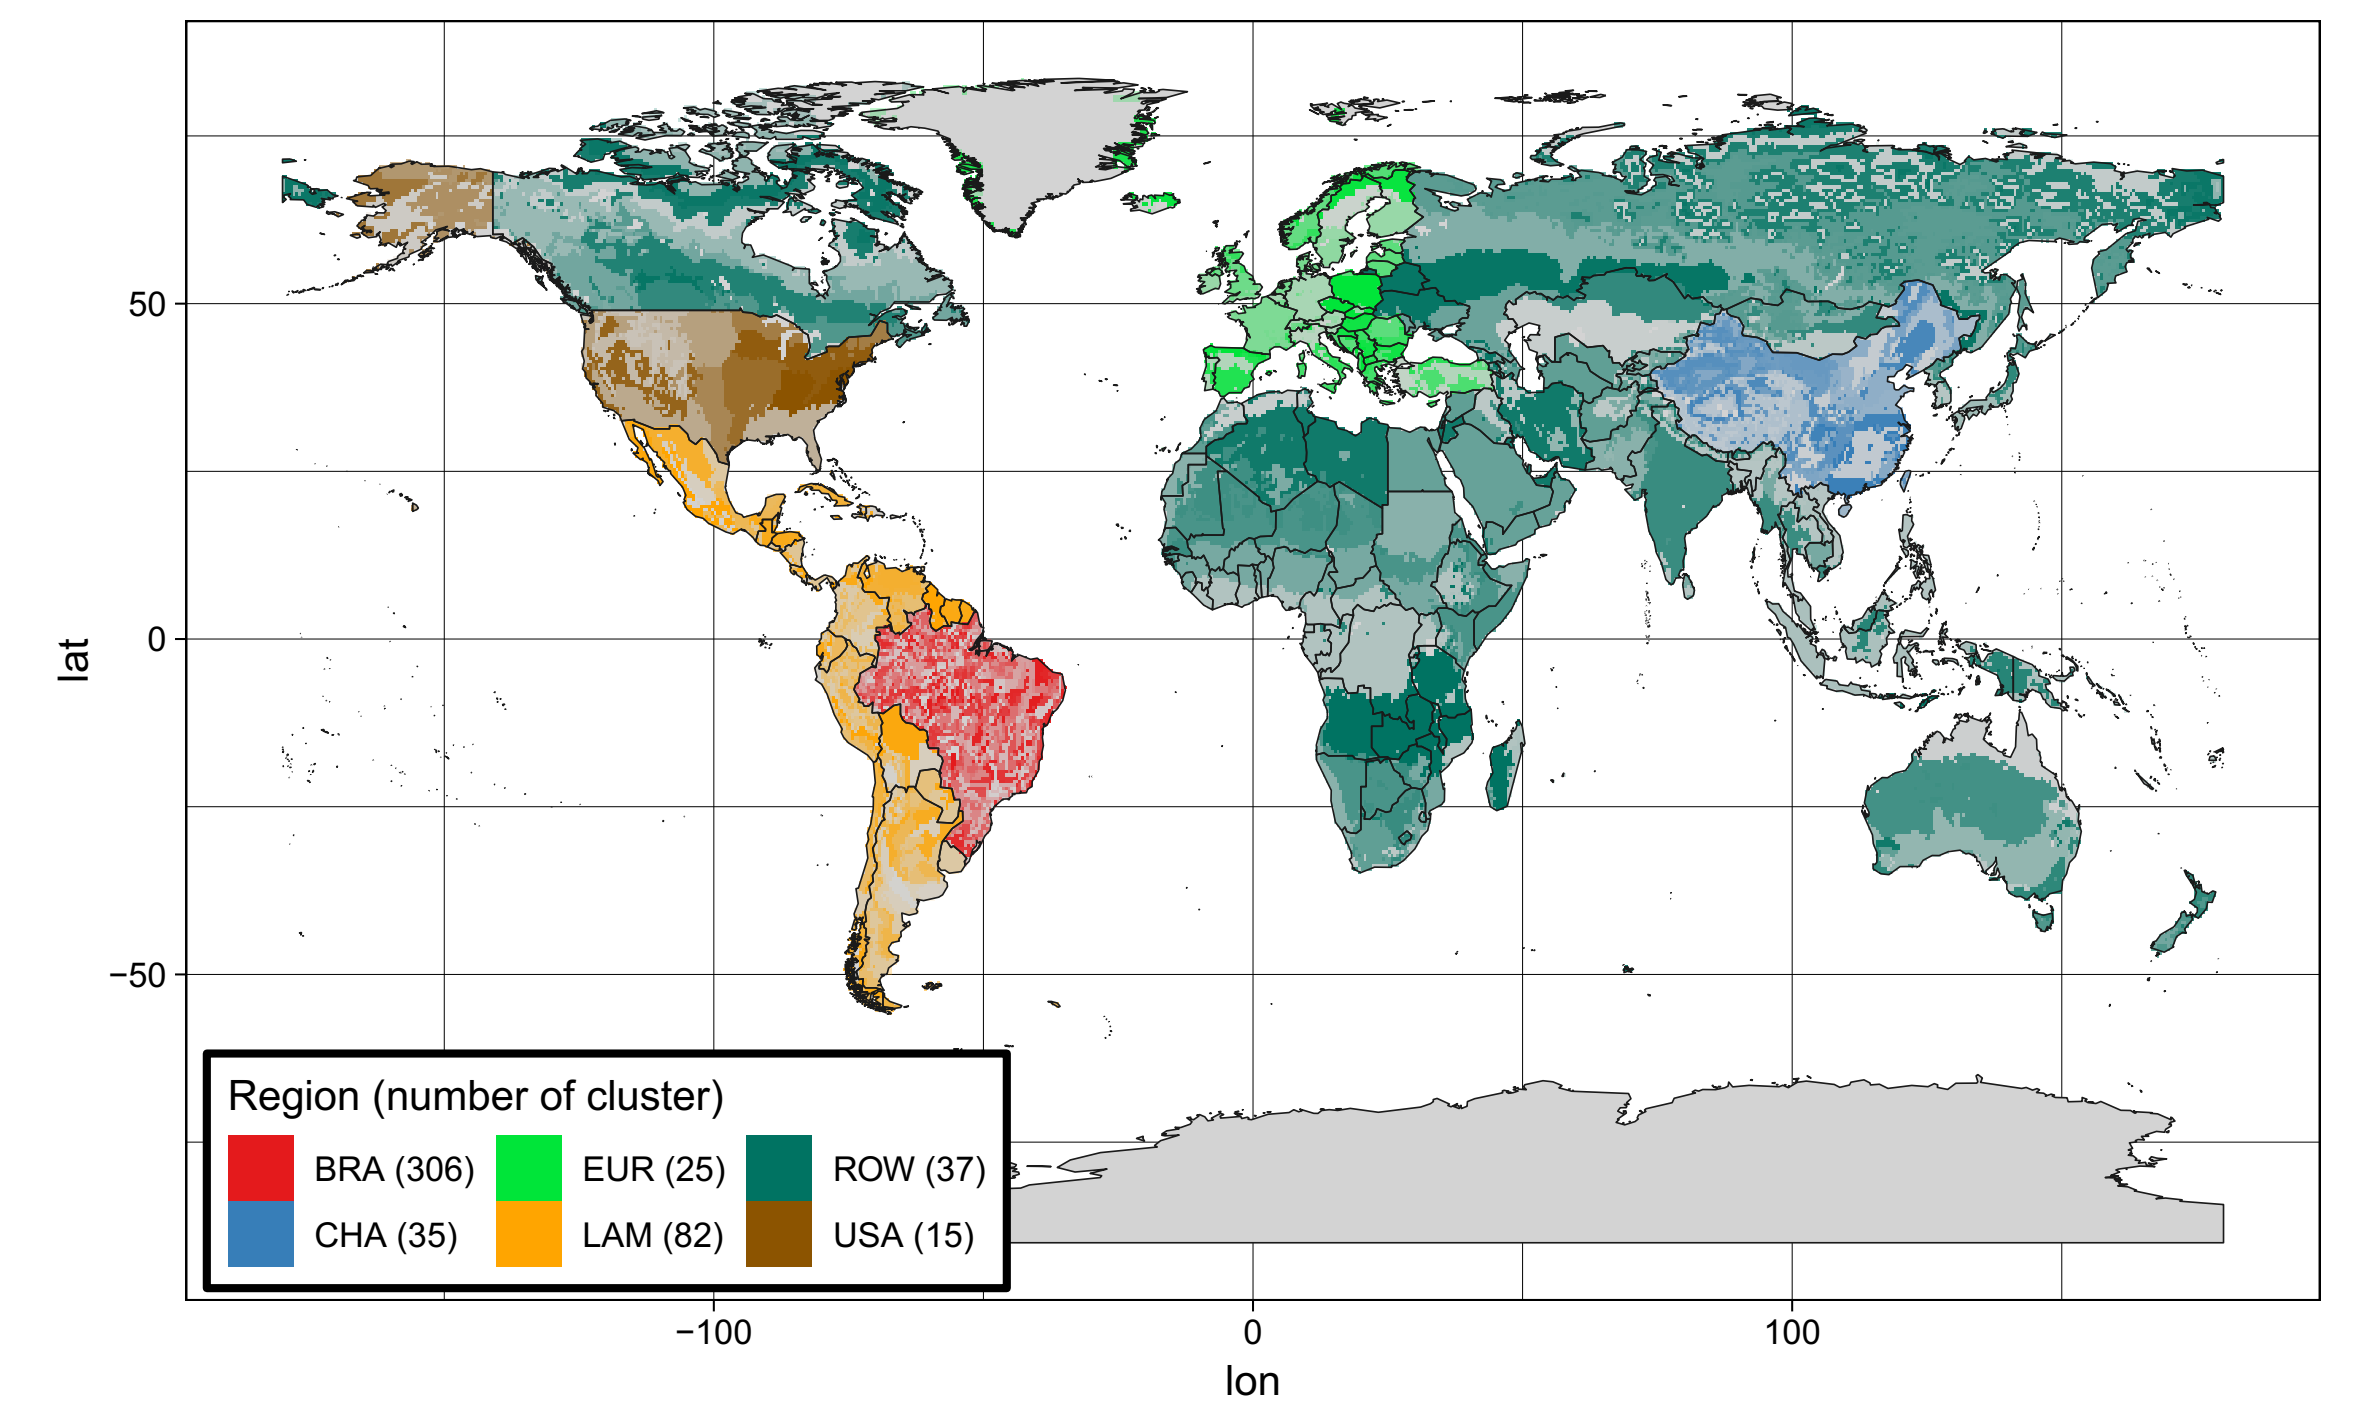 50
0
−50
lat
−100
0
100
lon
Region (number of cluster)
BRA (306)
EUR (25)
ROW (37)
CHA (35)
LAM (82)
USA (15)